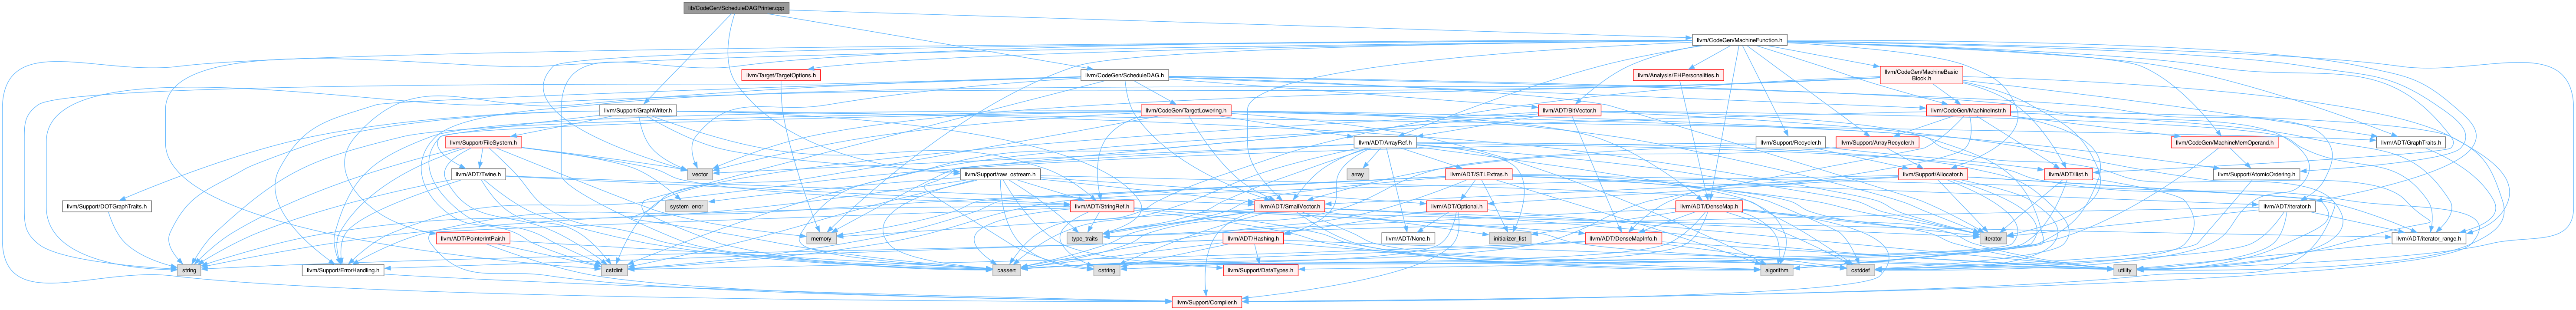 lib/CodeGen/ScheduleDAGPrinter.cpp
llvm/CodeGen/MachineFunction.h
llvm/Target/TargetOptions.h
llvm/CodeGen/ScheduleDAG.h
llvm/Analysis/EHPersonalities.h
llvm/CodeGen/MachineBasic
Block.h
llvm/Support/GraphWriter.h
llvm/CodeGen/TargetLowering.h
llvm/ADT/BitVector.h
llvm/CodeGen/MachineInstr.h
llvm/Support/FileSystem.h
llvm/ADT/ArrayRef.h
llvm/Support/Recycler.h
llvm/Support/ArrayRecycler.h
llvm/CodeGen/MachineMemOperand.h
llvm/ADT/GraphTraits.h
llvm/ADT/Twine.h
vector
llvm/Support/raw_ostream.h
array
llvm/ADT/STLExtras.h
llvm/Support/Allocator.h
llvm/ADT/ilist.h
llvm/Support/AtomicOrdering.h
llvm/Support/DOTGraphTraits.h
system_error
llvm/ADT/StringRef.h
llvm/ADT/SmallVector.h
llvm/ADT/Optional.h
llvm/ADT/DenseMap.h
llvm/ADT/iterator.h
llvm/ADT/PointerIntPair.h
memory
type_traits
llvm/ADT/Hashing.h
llvm/ADT/None.h
initializer_list
llvm/ADT/DenseMapInfo.h
iterator
llvm/ADT/iterator_range.h
string
llvm/Support/ErrorHandling.h
cstdint
cassert
cstring
llvm/Support/DataTypes.h
algorithm
cstddef
utility
llvm/Support/Compiler.h